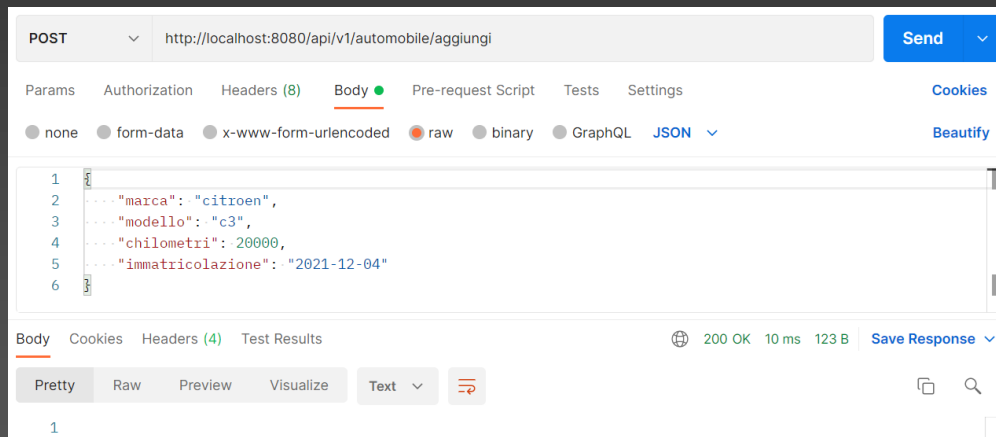 POST http://localhost:8080/api/v1/automobile/aggiungi Send
Params Authorization Headers (8) Body Pre-request Script Tests Settings Cookies
none form-data x-www-form-urlencoded raw binary GraphQL JSON Beautify
1 {
2 "marca": "citroen",
3 "modello": "c3",
4 "chilometri": 20000,
5 "immatricolazione": "2021-12-04"
6 }
Body Cookies Headers (4) Test Results 200 OK 10 ms 123 B Save Response
Pretty Raw Preview Visualize Text
1